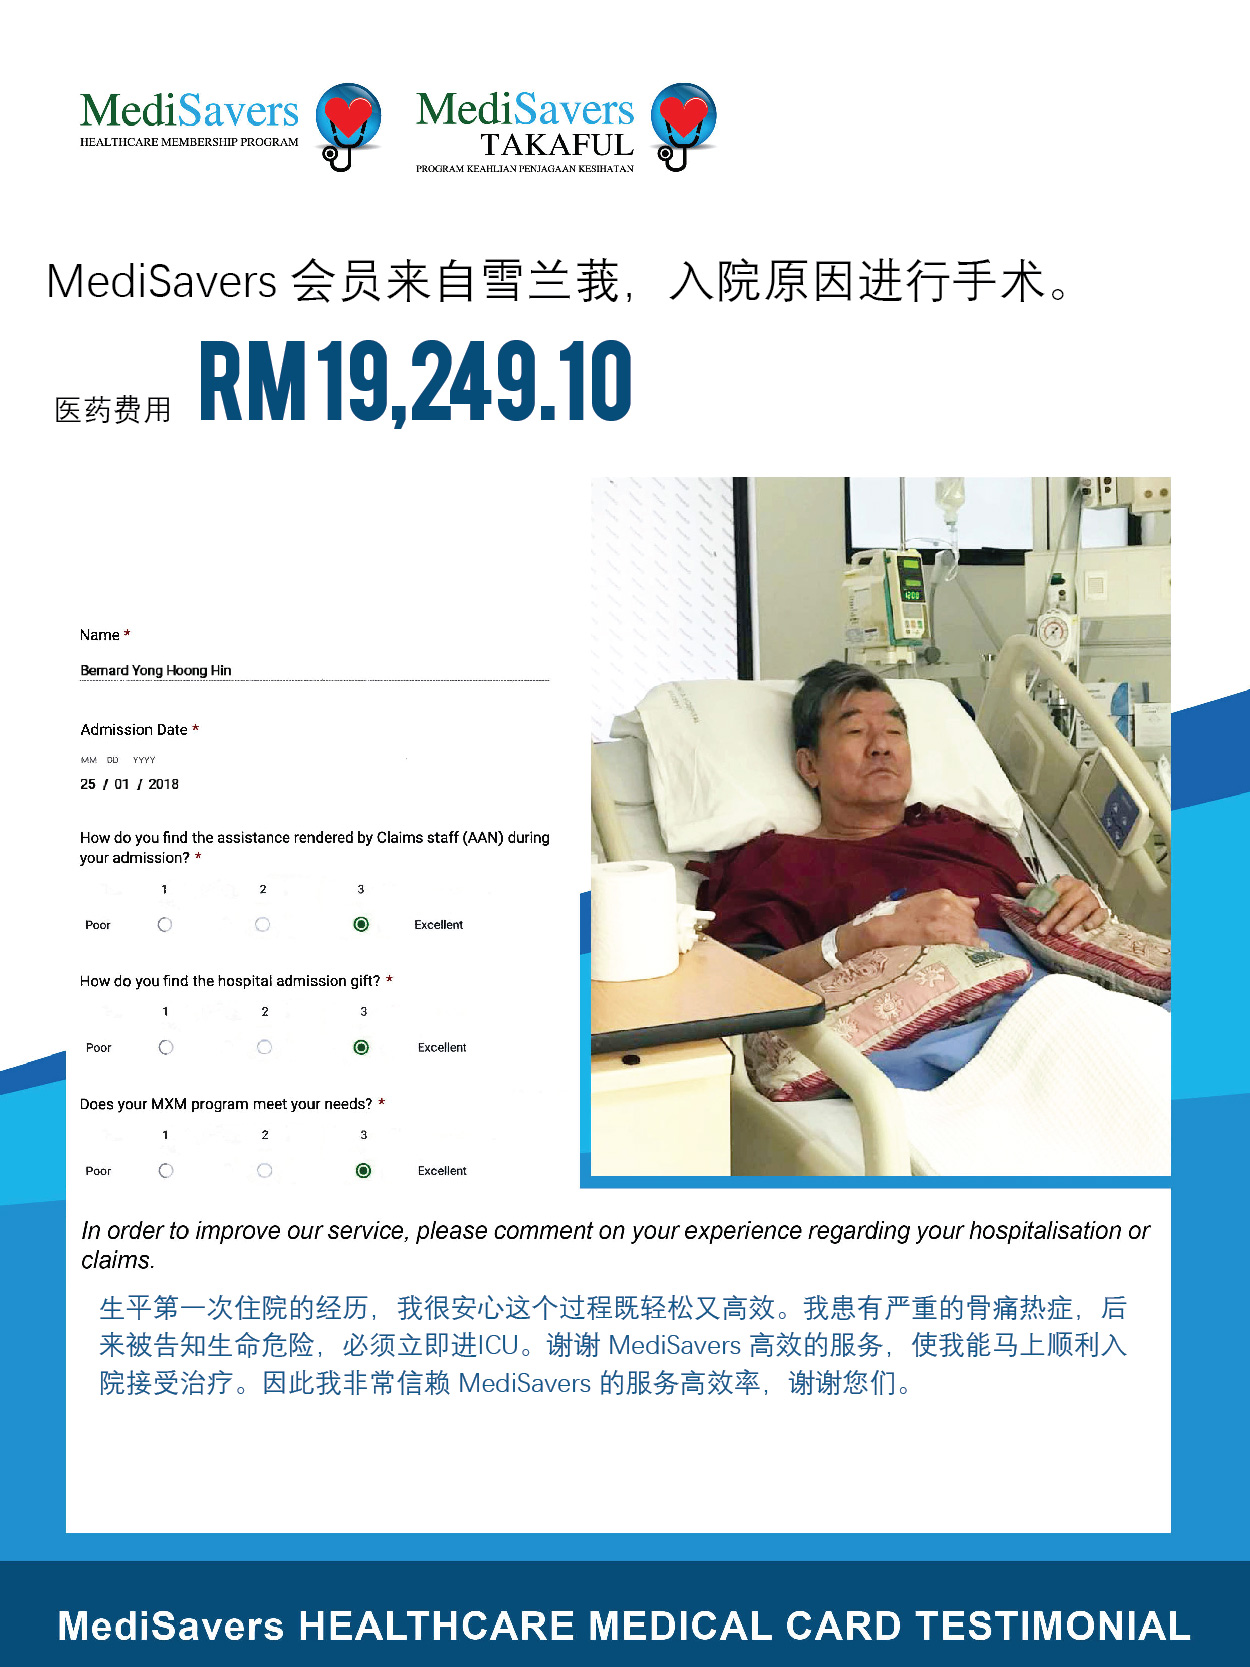 MediSavers
HEALTHCARE MEMBERSHIP PROGRAM
MediSavers
TAKAFUL
PROGRAM KEAHLIAN PENJAGAAN KESIHATAN
MediSavers 会员来自雪兰莪，入院原因进行手术。
医药费用 RM19,249.10
Name *
Bernard Yong Hoong Hin
Admission Date *
MM DD YYYY
25 / 01 / 2018
How do you find the assistance rendered by Claims staff (AAN) during
your admission? *
1 2 3
Poor Excellent
How do you find the hospital admission gift? *
1 2 3
Poor Excellent
Does your MXM program meet your needs? *
1 2 3
Poor Excellent
In order to improve our service, please comment on your experience regarding your hospitalisation or
claims.
生平第一次住院的经历，我很安心这个过程既轻松又高效。我患有严重的骨痛热症，后
来被告知生命危险，必须立即进ICU。谢谢 MediSavers 高效的服务，使我能马上顺利入
院接受治疗。因此我非常信赖 MediSavers 的服务高效率，谢谢您们。
MediSavers HEALTHCARE MEDICAL CARD TESTIMONIAL